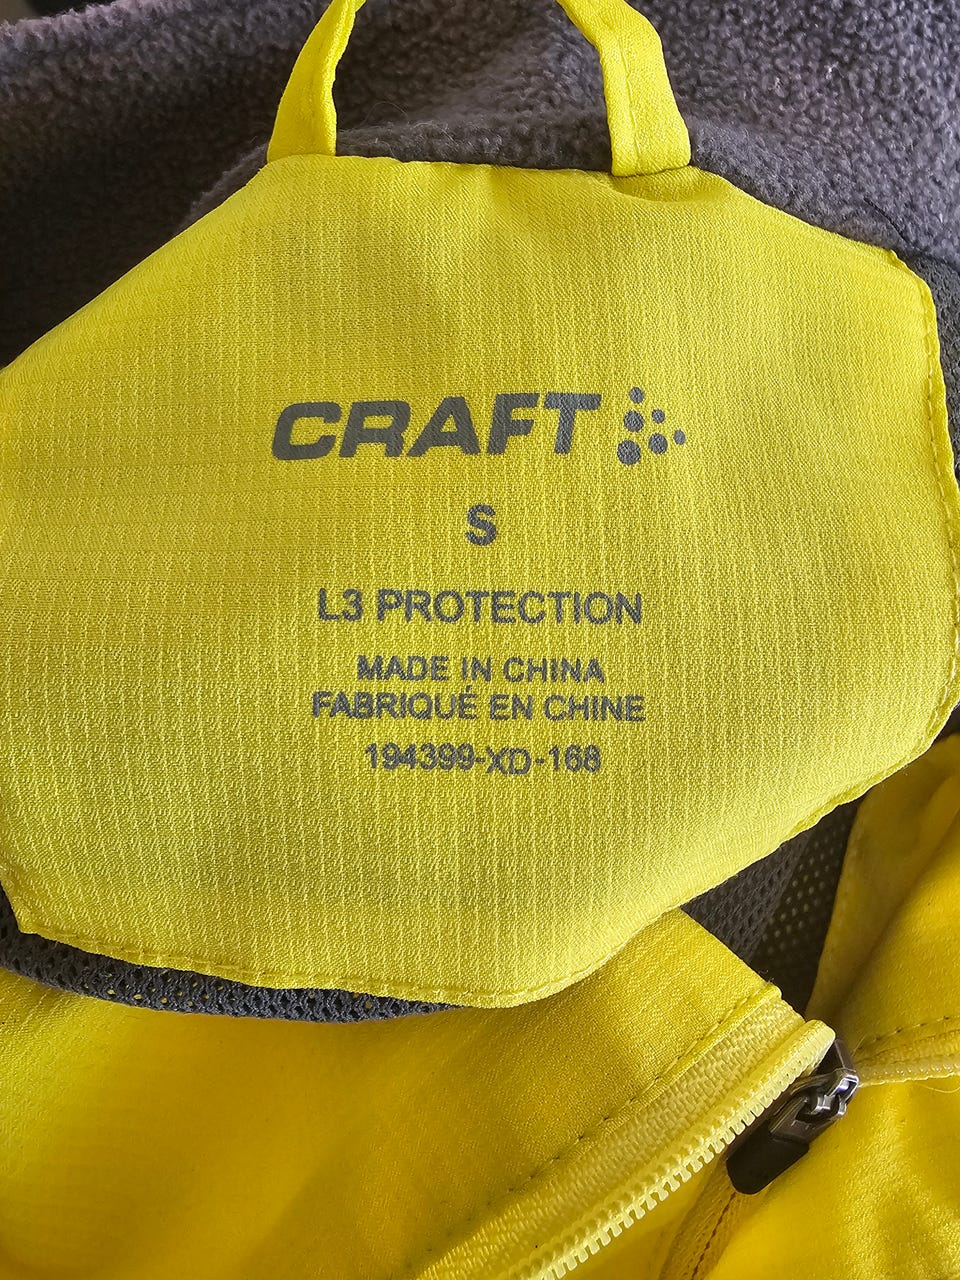 CRAFT
S
L3 PROTECTION
MADE IN CHINA
FABRIQUÉ EN CHINE
194399-XD-168